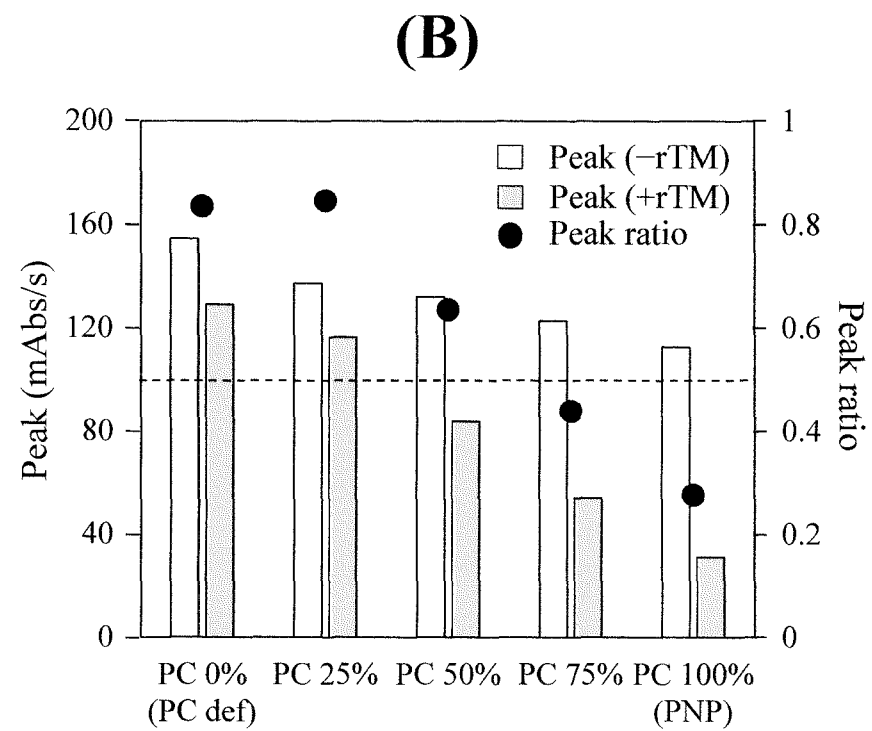 (B)
Peak (−rTM)
Peak (+rTM)
Peak ratio
200
160
120
80
40
0
Peak (mAbs/s)
1
0.8
0.6
0.4
0.2
0
Peak ratio
PC 0% PC 25% PC 50% PC 75% PC 100%
(PC def) (PNP)